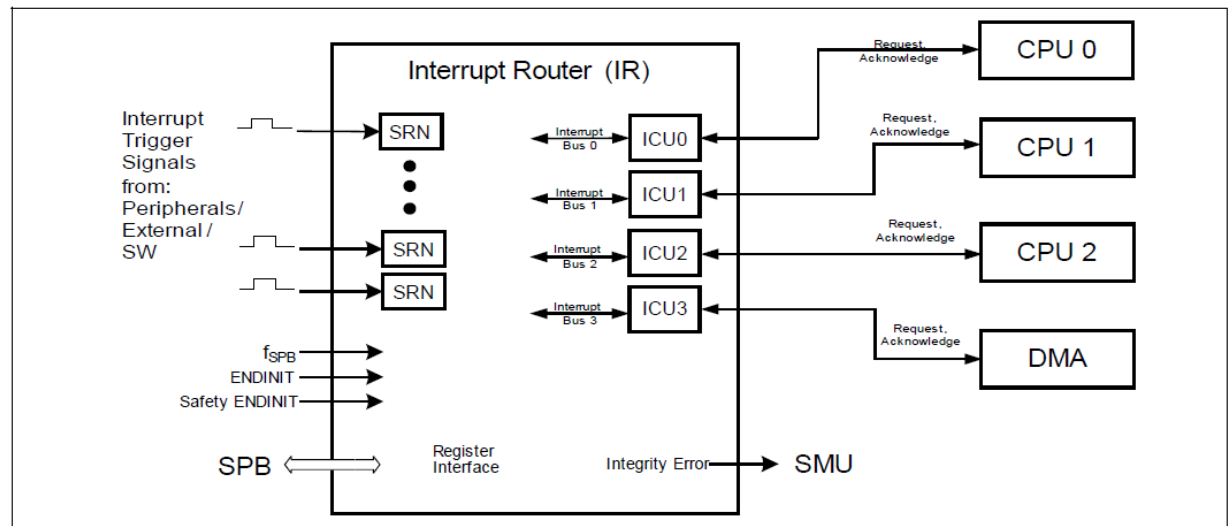 Interrupt Router (IR)
Interrupt
Trigger
Signals
from:
Peripherals/
External/
SW
SRN
SRN
SRN
fSPB
ENDINIT
Safety ENDINIT
SPB
Register
Interface
Interrupt
Bus 0
ICU0
Interrupt
Bus 1
ICU1
Interrupt
Bus 2
ICU2
Interrupt
Bus 3
ICU3
Integrity Error
SMU
Request,
Acknowledge
CPU 0
Request,
Acknowledge
CPU 1
Request,
Acknowledge
CPU 2
Request,
Acknowledge
DMA